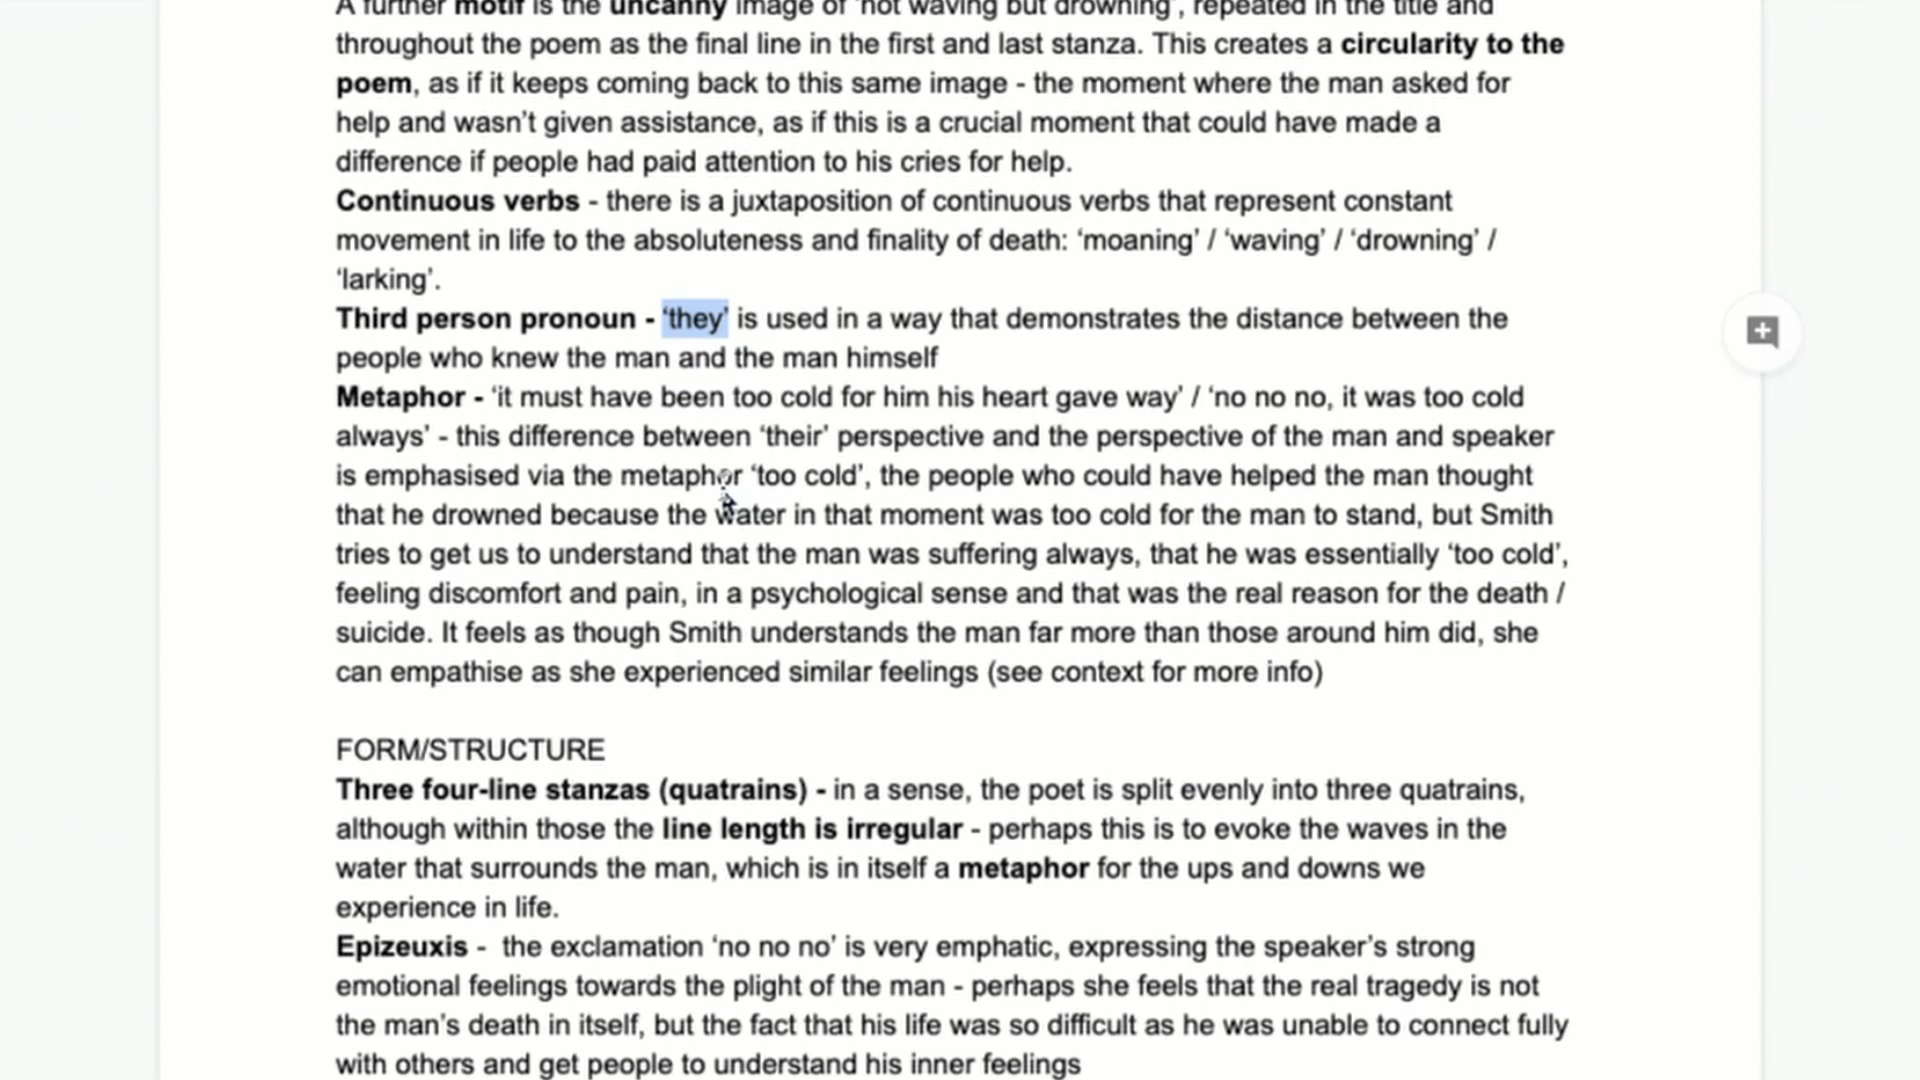 A further motif is the uncanny image of 'not waving but drowning', repeated in the title and
throughout the poem as the final line in the first and last stanza. This creates a circularity to the
poem, as if it keeps coming back to this same image - the moment where the man asked for
help and wasn’t given assistance, as if this is a crucial moment that could have made a
difference if people had paid attention to his cries for help.
Continuous verbs - there is a juxtaposition of continuous verbs that represent constant
movement in life to the absoluteness and finality of death: ‘moaning’ / ‘waving’ / ‘drowning’ /
‘larking’.
Third person pronoun - ‘they’ is used in a way that demonstrates the distance between the
people who knew the man and the man himself
Metaphor - ‘it must have been too cold for him his heart gave way’ / ‘no no no, it was too cold
always’ - this difference between ‘their’ perspective and the perspective of the man and speaker
is emphasised via the metaphor ‘too cold’, the people who could have helped the man thought
that he drowned because the water in that moment was too cold for the man to stand, but Smith
tries to get us to understand that the man was suffering always, that he was essentially ‘too cold’,
feeling discomfort and pain, in a psychological sense and that was the real reason for the death /
suicide. It feels as though Smith understands the man far more than those around him did, she
can empathise as she experienced similar feelings (see context for more info)
FORM/STRUCTURE
Three four-line stanzas (quatrains) - in a sense, the poet is split evenly into three quatrains,
although within those the line length is irregular - perhaps this is to evoke the waves in the
water that surrounds the man, which is in itself a metaphor for the ups and downs we
experience in life.
Epizeuxis - the exclamation ‘no no no’ is very emphatic, expressing the speaker’s strong
emotional feelings towards the plight of the man - perhaps she feels that the real tragedy is not
the man’s death in itself, but the fact that his life was so difficult as he was unable to connect fully
with others and get people to understand his inner feelings